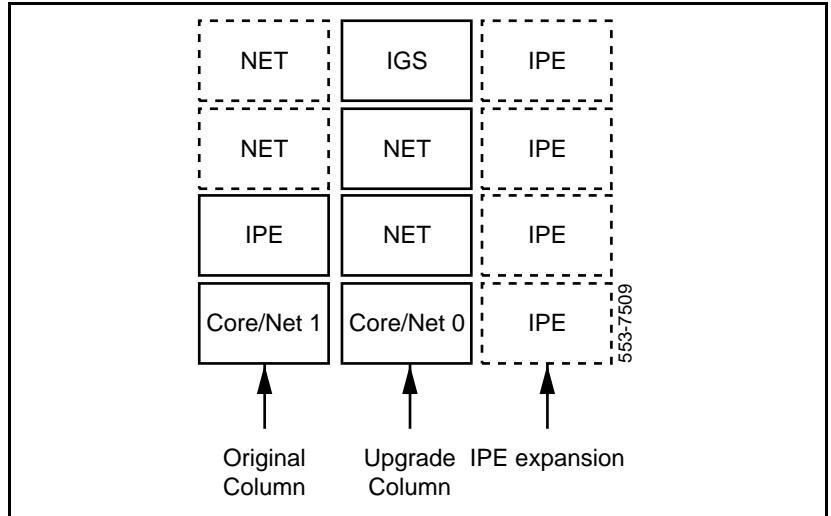 NET IGS IPE
NET NET IPE
IPE NET IPE
Core/Net 1 Core/Net 0 IPE
553-7509
Original Upgrade IPE expansion
Column Column